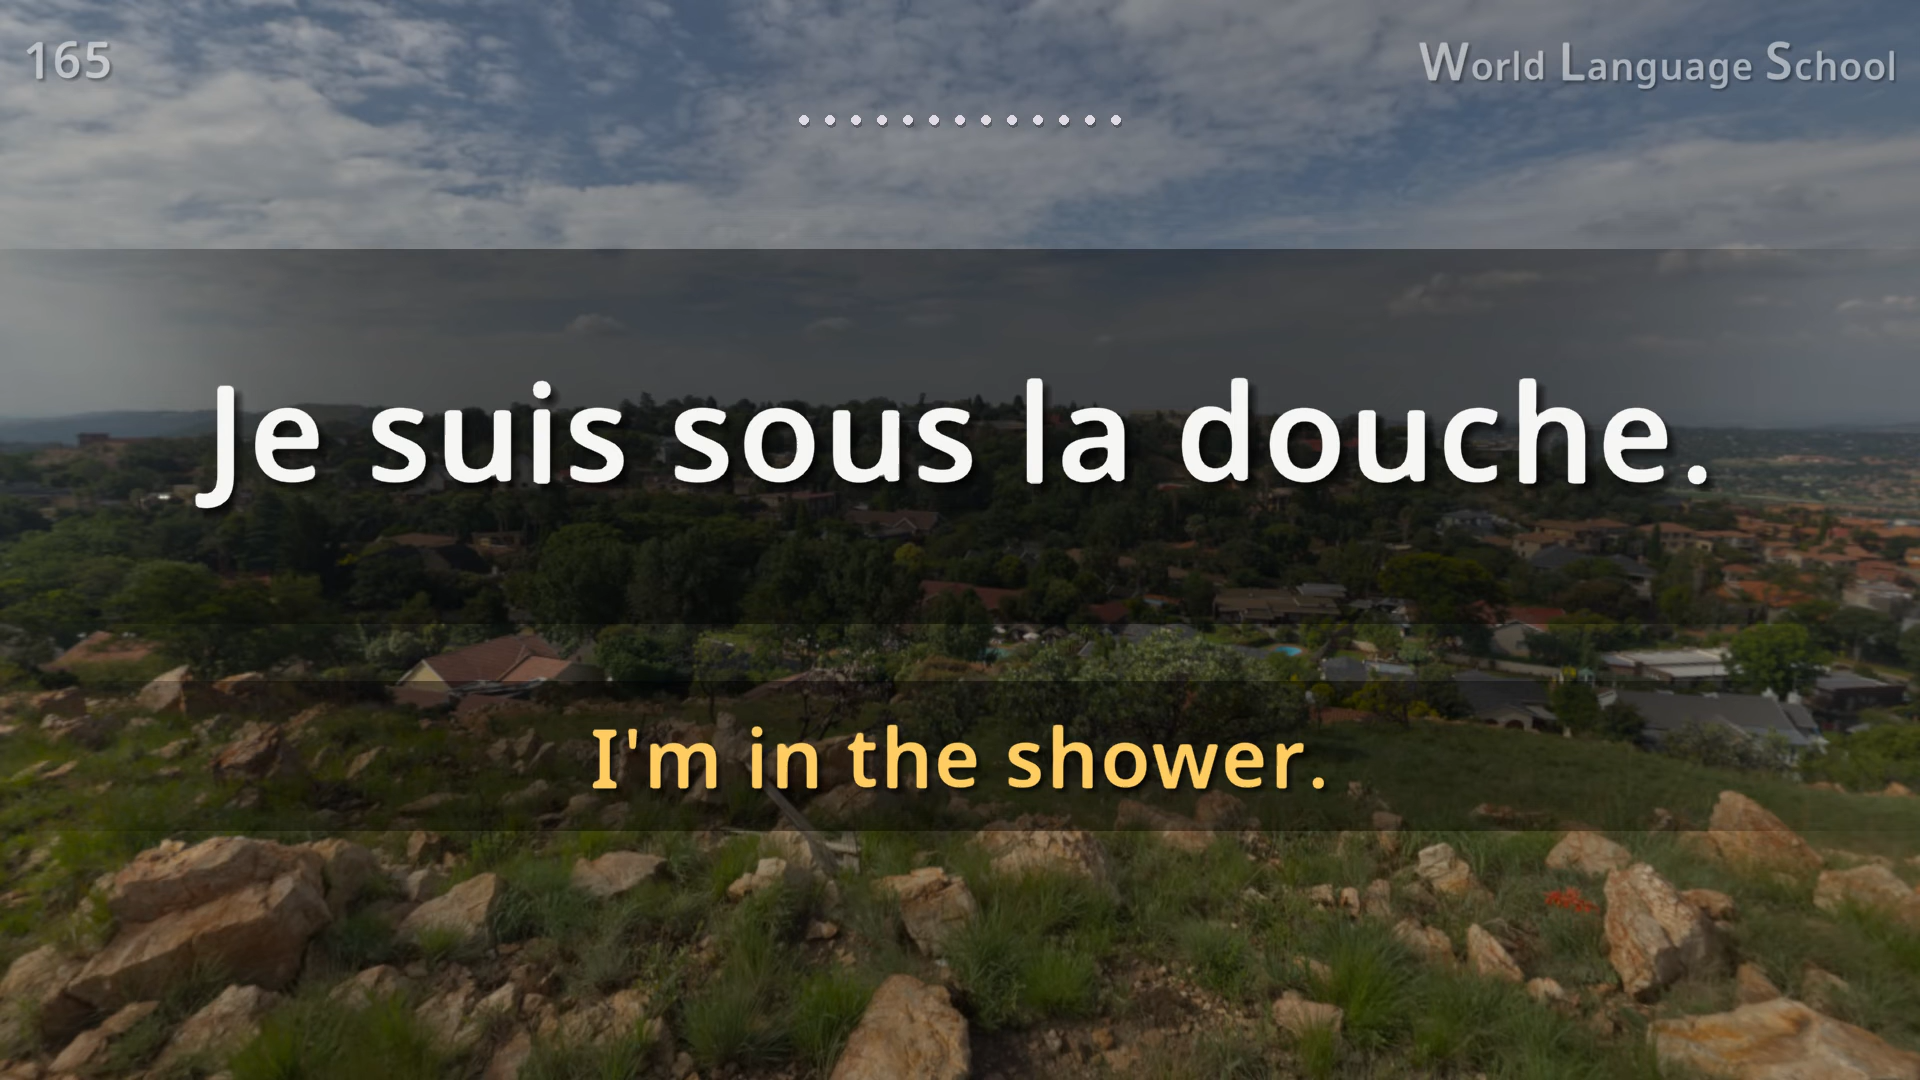 165
World Language School
Je suis sous la douche.
I'm in the shower.